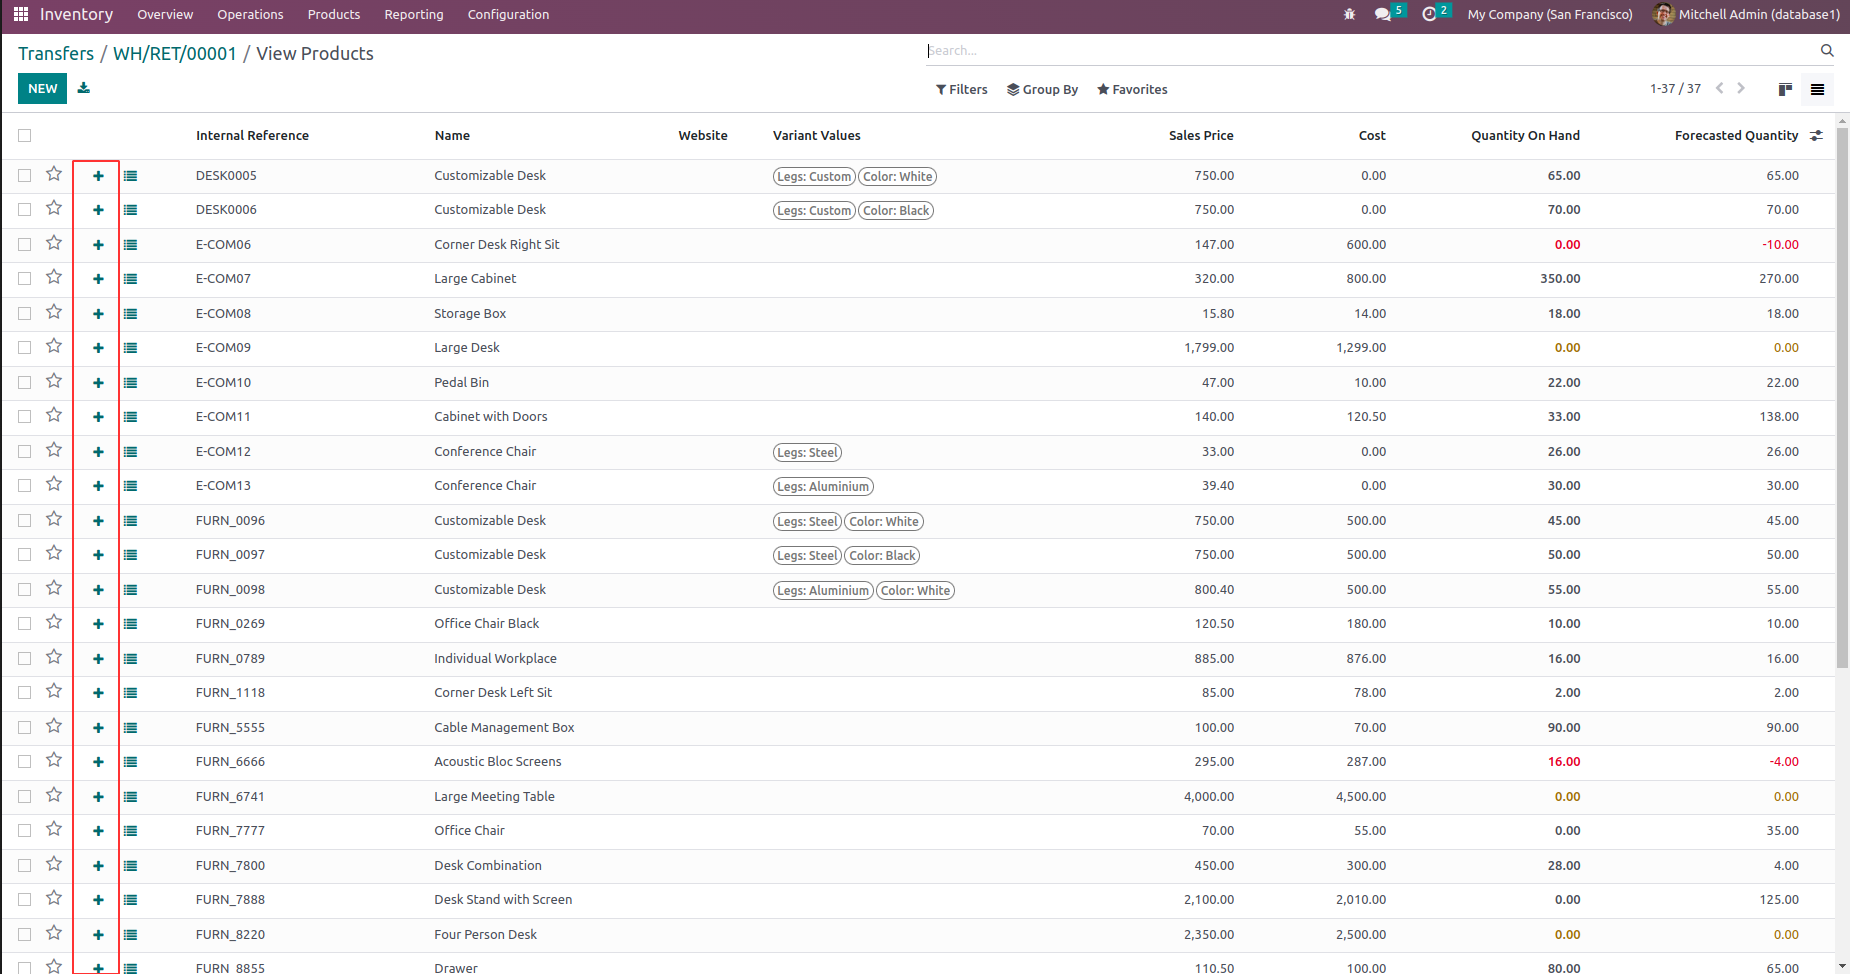 Inventory Overview Operations Products Reporting Configuration 5 2 My Company (San Francisco) Mitchell Admin (database1)
Transfers / WH/RET/00001 / View Products Search...
NEW Filters Group By Favorites 1-37 / 37
Internal Reference Name Website Variant Values Sales Price Cost Quantity On Hand Forecasted Quantity
DESK0005 Customizable Desk Legs: Custom Color: White 750.00 0.00 65.00 65.00
DESK0006 Customizable Desk Legs: Custom Color: Black 750.00 0.00 70.00 70.00
E-COM06 Corner Desk Right Sit 147.00 600.00 0.00 -10.00
E-COM07 Large Cabinet 320.00 800.00 350.00 270.00
E-COM08 Storage Box 15.80 14.00 18.00 18.00
E-COM09 Large Desk 1,799.00 1,299.00 0.00 0.00
E-COM10 Pedal Bin 47.00 10.00 22.00 22.00
E-COM11 Cabinet with Doors 140.00 120.50 33.00 138.00
E-COM12 Conference Chair Legs: Steel 33.00 0.00 26.00 26.00
E-COM13 Conference Chair Legs: Aluminium 39.40 0.00 30.00 30.00
FURN_0096 Customizable Desk Legs: Steel Color: White 750.00 500.00 45.00 45.00
FURN_0097 Customizable Desk Legs: Steel Color: Black 750.00 500.00 50.00 50.00
FURN_0098 Customizable Desk Legs: Aluminium Color: White 800.40 500.00 55.00 55.00
FURN_0269 Office Chair Black 120.50 180.00 10.00 10.00
FURN_0789 Individual Workplace 885.00 876.00 16.00 16.00
FURN_1118 Corner Desk Left Sit 85.00 78.00 2.00 2.00
FURN_5555 Cable Management Box 100.00 70.00 90.00 90.00
FURN_6666 Acoustic Bloc Screens 295.00 287.00 16.00 -4.00
FURN_6741 Large Meeting Table 4,000.00 4,500.00 0.00 0.00
FURN_7777 Office Chair 70.00 55.00 0.00 35.00
FURN_7800 Desk Combination 450.00 300.00 28.00 4.00
FURN_7888 Desk Stand with Screen 2,100.00 2,010.00 0.00 125.00
FURN_8220 Four Person Desk 2,350.00 2,500.00 0.00 0.00
FURN_8855 Drawer 110.50 100.00 80.00 65.00